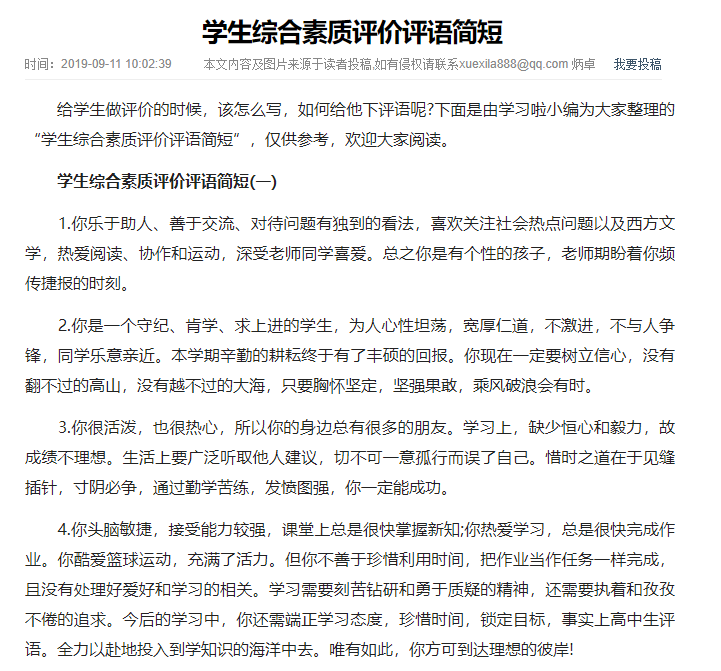 学生综合素质评价评语简短
时间：2019-09-11 10:02:39 本文内容及图片来源于读者投稿,如有侵权请联系xuexila888@qq.com 炳卓 我要投稿
给学生做评价的时候，该怎么写，如何给他下评语呢?下面是由学习啦小编为大家整理的
“学生综合素质评价评语简短”，仅供参考，欢迎大家阅读。
学生综合素质评价评语简短(一)
1.你乐于助人、善于交流、对待问题有独到的看法，喜欢关注社会热点问题以及西方文
学，热爱阅读、协作和运动，深受老师同学喜爱。总之你是有个性的孩子，老师期盼着你频
传捷报的时刻。
2.你是一个守纪、肯学、求上进的学生，为人心性坦荡，宽厚仁道，不激进，不与人争
锋，同学乐意亲近。本学期辛勤的耕耘终于有了丰硕的回报。你现在一定要树立信心，没有
翻不过的高山，没有越不过的大海，只要胸怀坚定，坚强果敢，乘风破浪会有时。
3.你很活泼，也很热心，所以你的身边总有很多的朋友。学习上，缺少恒心和毅力，故
成绩不理想。生活上要广泛听取他人建议，切不可一意孤行而误了自己。惜时之道在于见缝
插针，寸阴必争，通过勤学苦练，发愤图强，你一定能成功。
4.你头脑敏捷，接受能力较强，课堂上总是很快掌握新知;你热爱学习，总是很快完成作
业。你酷爱篮球运动，充满了活力。但你不善于珍惜利用时间，把作业当作任务一样完成，
且没有处理好爱好和学习的相关。学习需要刻苦钻研和勇于质疑的精神，还需要执着和孜孜
不倦的追求。今后的学习中，你还需端正学习态度，珍惜时间，锁定目标，事实上高中生评
语。全力以赴地投入到学知识的海洋中去。唯有如此，你方可到达理想的彼岸!